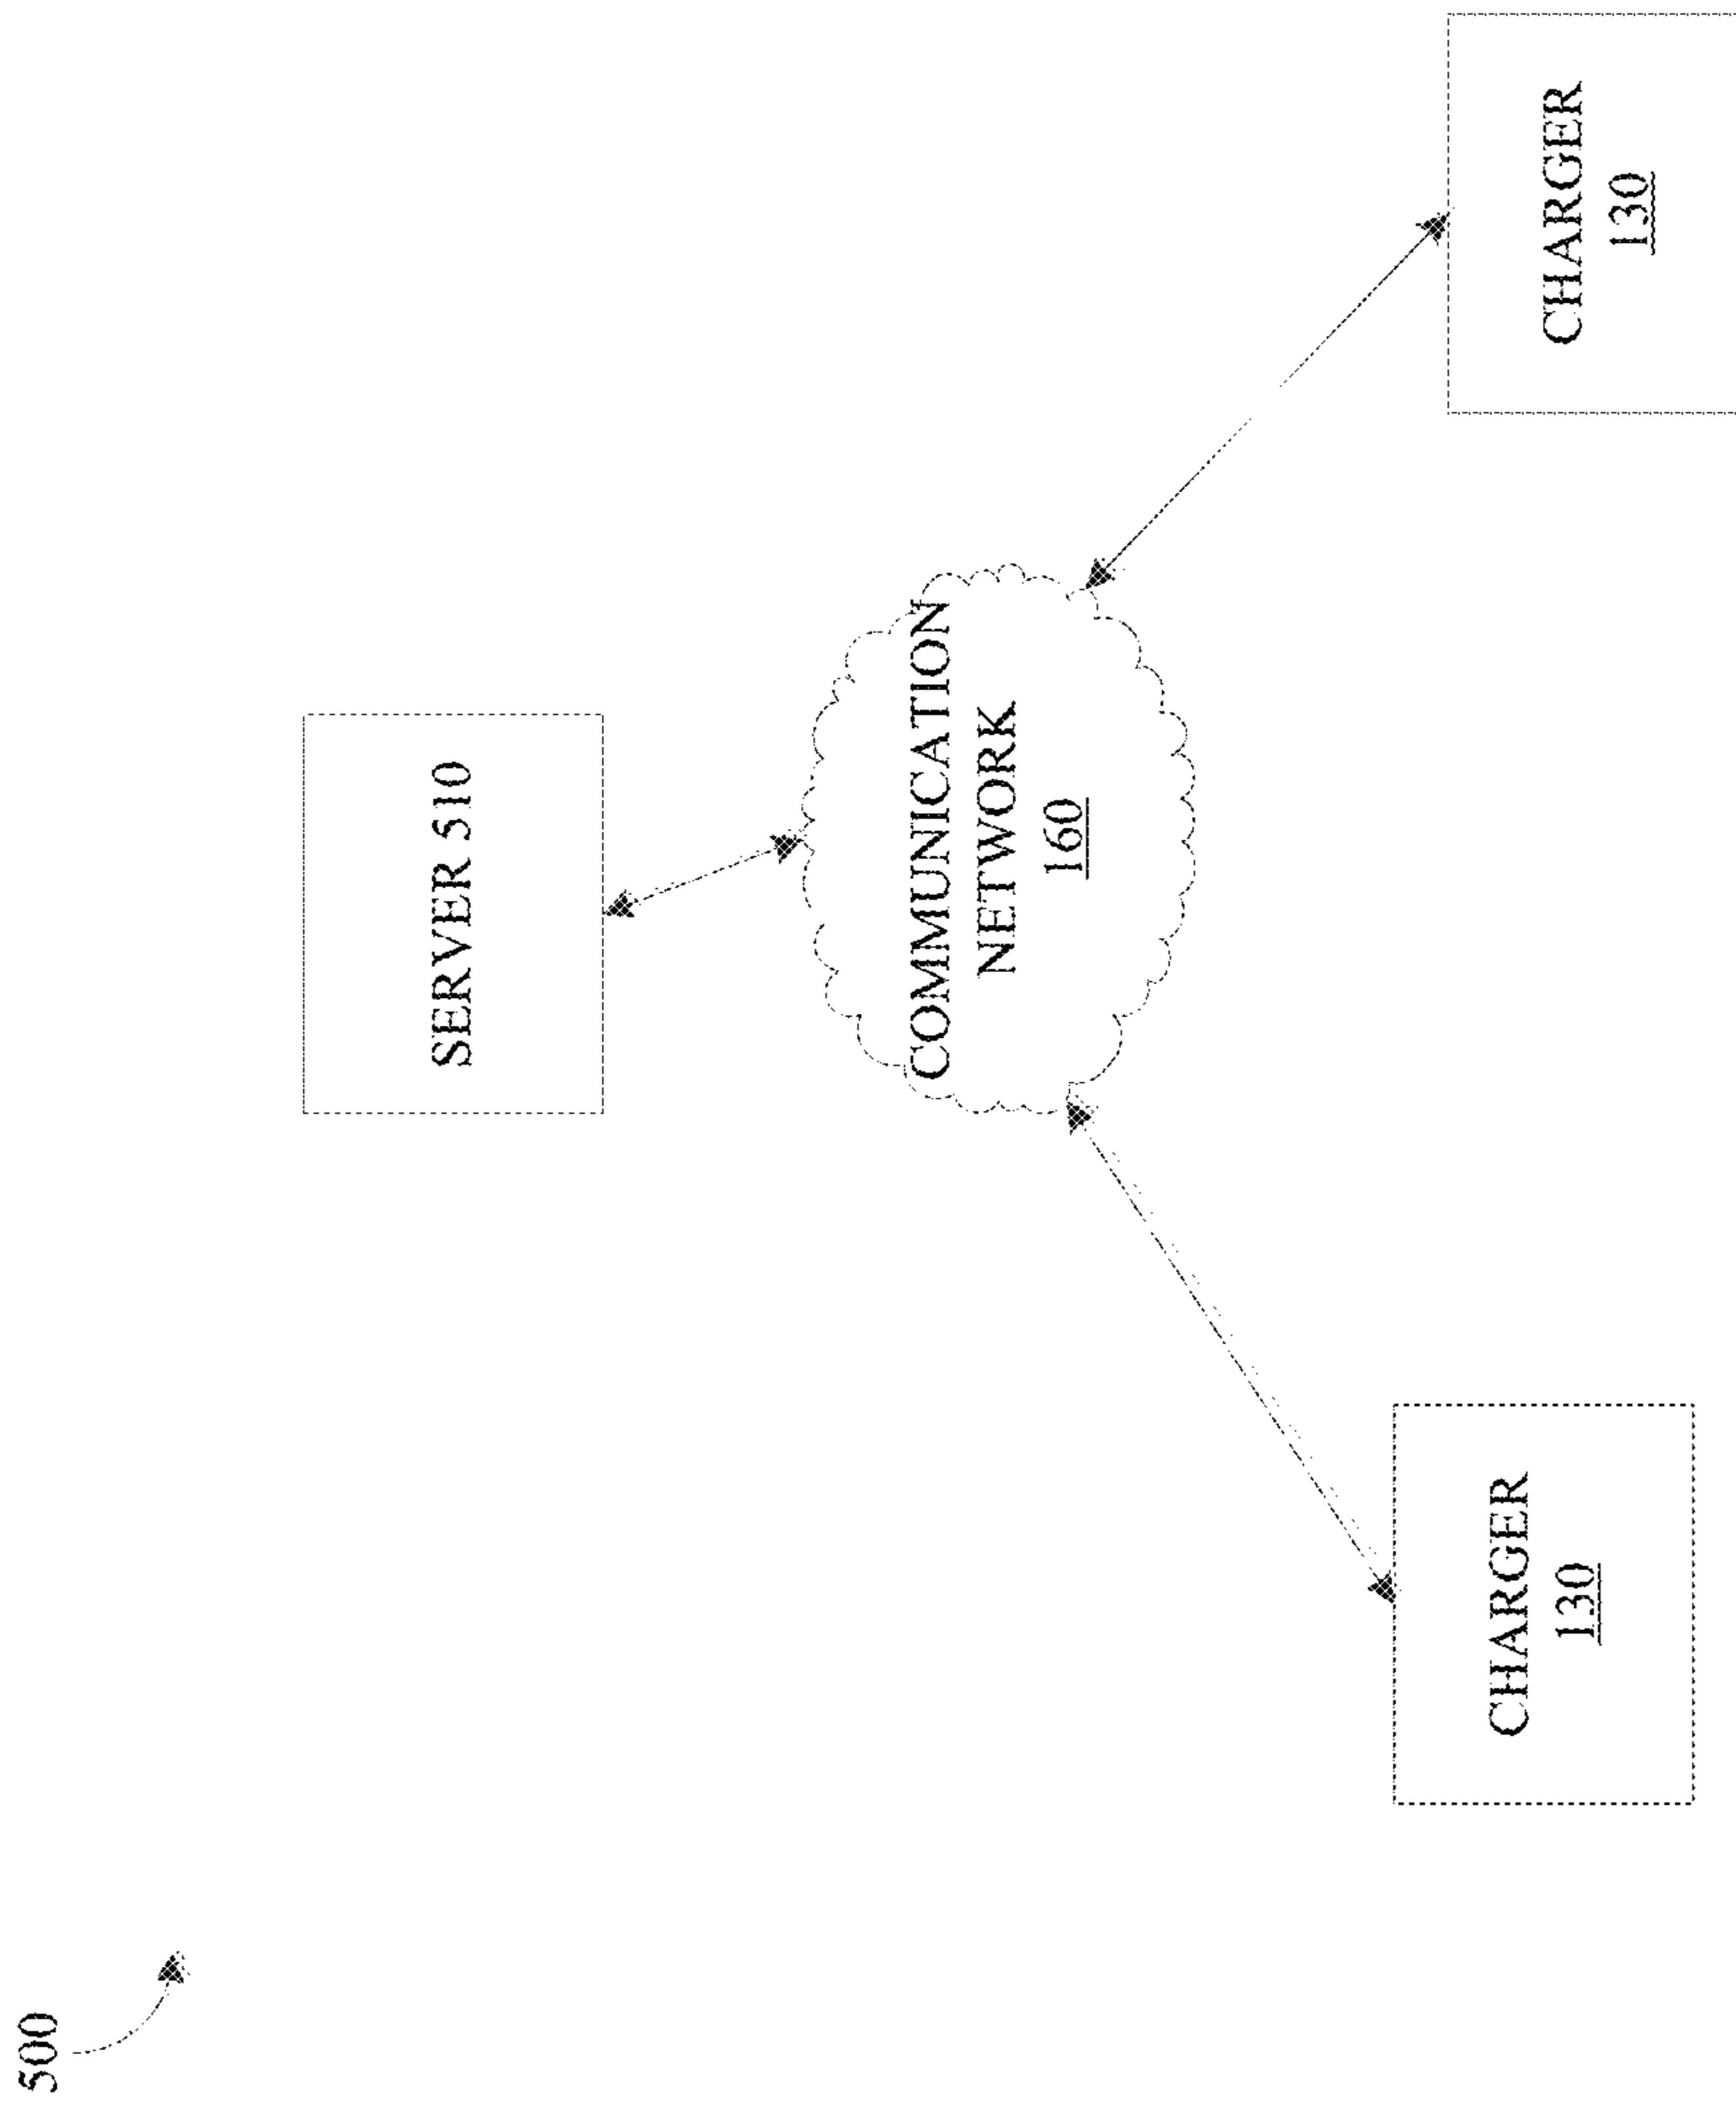 500
SERVER 510
COMMUNICATION
NETWORK
160
CHARGER
130
CHARGER
130